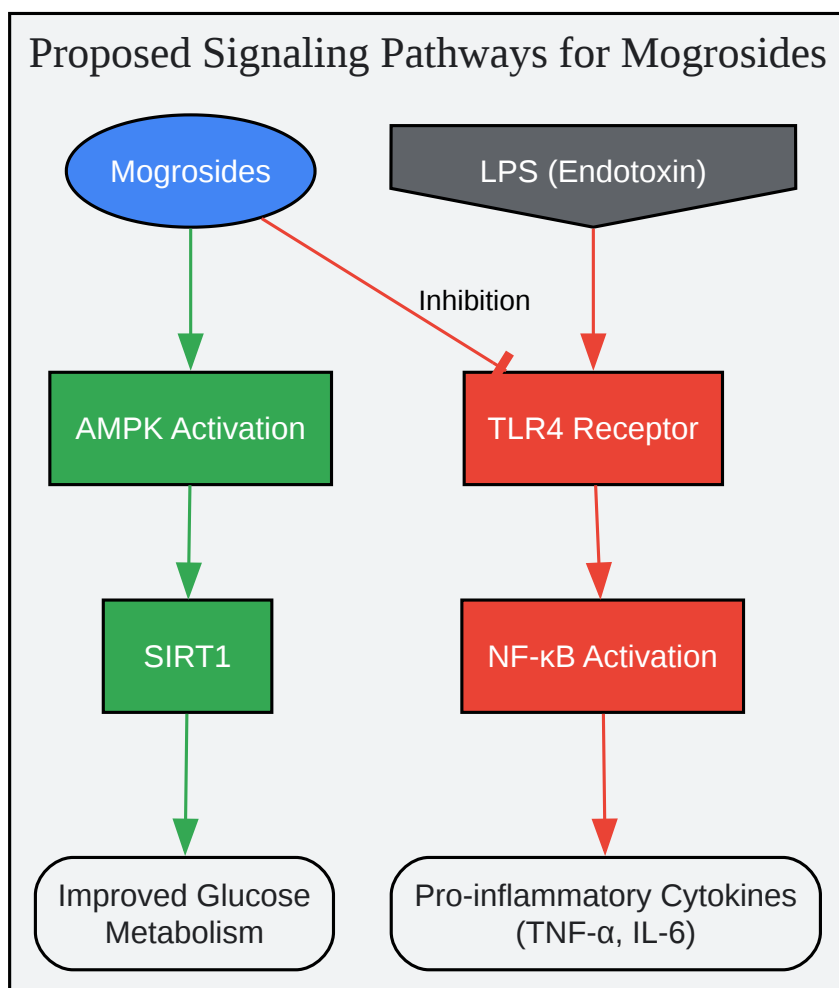 Proposed Signaling Pathways for Mogrosides
Mogrosides
LPS (Endotoxin)
Inhibition
AMPK Activation
TLR4 Receptor
SIRT1
NF-κB Activation
Improved Glucose
Metabolism
Pro-inflammatory Cytokines
(TNF-α, IL-6)